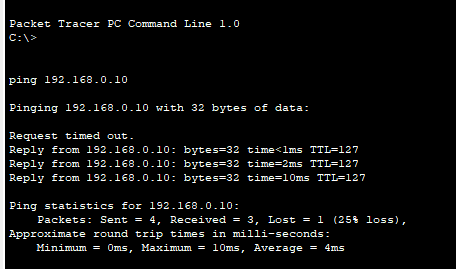 Packet Tracer PC Command Line 1.0
C:\>
ping 192.168.0.10
Pinging 192.168.0.10 with 32 bytes of data:
Request timed out.
Reply from 192.168.0.10: bytes=32 time<1ms TTL=127
Reply from 192.168.0.10: bytes=32 time=2ms TTL=127
Reply from 192.168.0.10: bytes=32 time=10ms TTL=127
Ping statistics for 192.168.0.10:
Packets: Sent = 4, Received = 3, Lost = 1 (25% loss),
Approximate round trip times in milli-seconds:
Minimum = 0ms, Maximum = 10ms, Average = 4ms